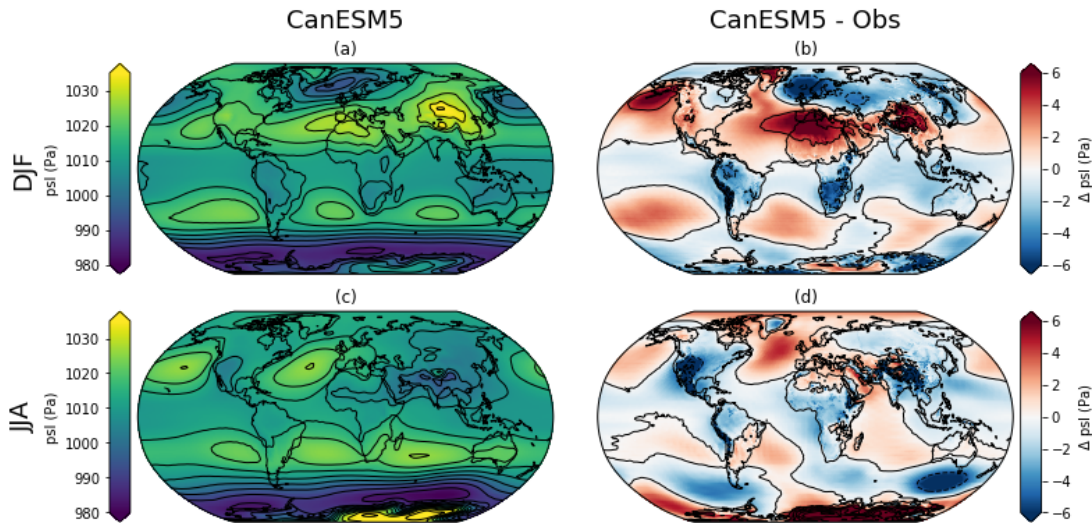 CanESM5
CanESM5 - Obs
(a)
(b)
DJF
psl (Pa)
1030
1020
1010
1000
990
980
6
4
2
0
−2
−4
−6
Δ psl (Pa)
(c)
(d)
JJA
psl (Pa)
1030
1020
1010
1000
990
980
6
4
2
0
−2
−4
−6
Δ psl (Pa)